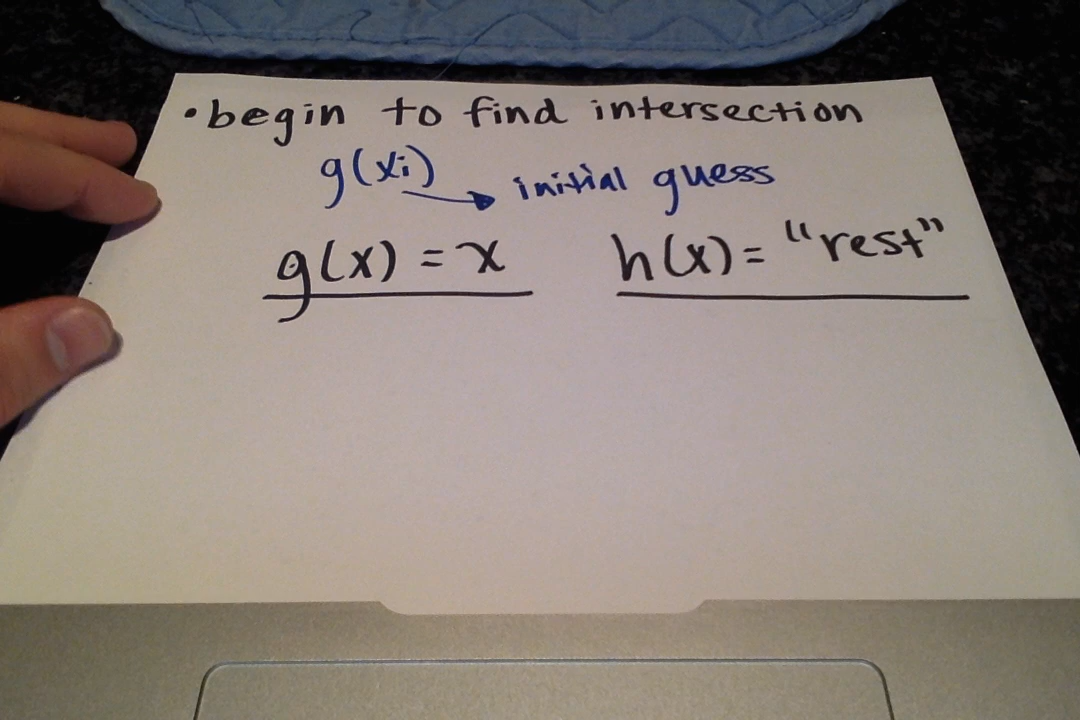 • begin to find intersection
g(xi) → initial guess
g(x) = x h(x) = "rest"